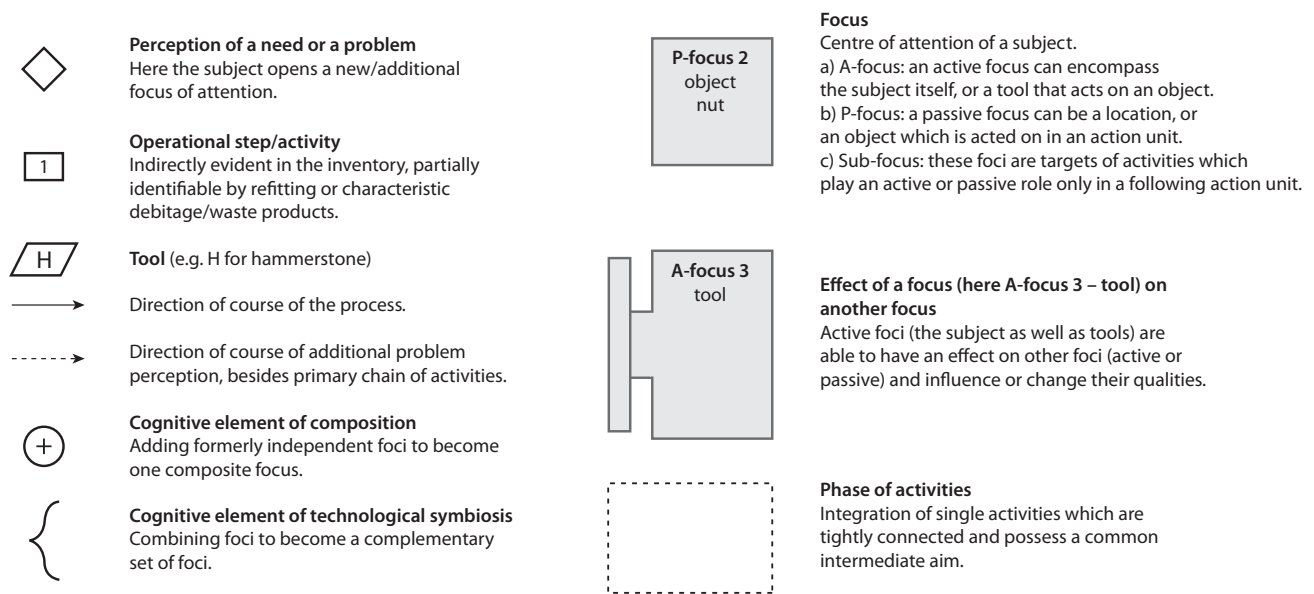 Perception of a need or a problem
Here the subject opens a new/additional
focus of attention.
1
Operational step/activity
Indirectly evident in the inventory, partially
identifiable by refitting or characteristic
debitage/waste products.
H
Tool (e.g. H for hammerstone)
Direction of course of the process.
Direction of course of additional problem
perception, besides primary chain of activities.
+
Cognitive element of composition
Adding formerly independent foci to become
one composite focus.
Cognitive element of technological symbiosis
Combining foci to become a complementary
set of foci.
P-focus 2
object
nut
Focus
Centre of attention of a subject.
a) A-focus: an active focus can encompass
the subject itself, or a tool that acts on an object.
b) P-focus: a passive focus can be a location, or
an object which is acted on in an action unit.
c) Sub-focus: these foci are targets of activities which
play an active or passive role only in a following action unit.
A-focus 3
tool
Effect of a focus (here A-focus 3 – tool) on
another focus
Active foci (the subject as well as tools) are
able to have an effect on other foci (active or
passive) and influence or change their qualities.
Phase of activities
Integration of single activities which are
tightly connected and possess a common
intermediate aim.